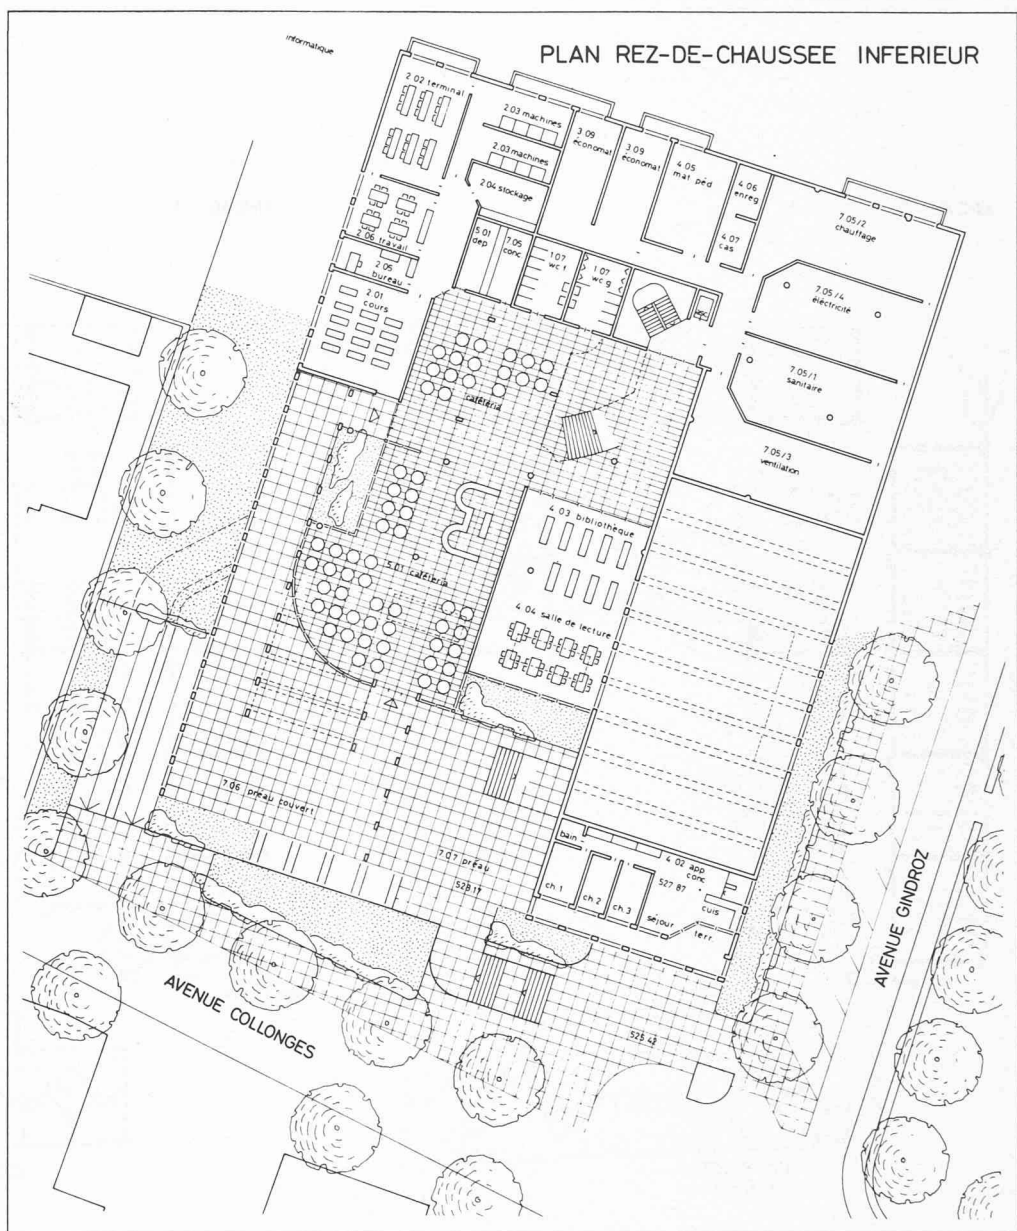 PLAN REZ-DE-CHAUSSEE INFERIEUR
informatique
2.02 terminal
2.03 machines
2.03 machines
2.04 stockage
3.09
économat
3.09
économat
4.05
mat péd
4.06
enreg
4.07
cas
7.05/2
chauffage
7.05/4
éléctricité
7.05/1
sanitaire
7.05/3
ventilation
2.06 travail
2.05
bureau
2.01
cours
5.01
dep
7.05
conc
1.07
wc f
1.07
wc g
asc
cafétéria
4.03 bibliothèque
5.01 cafétéria
4.04 salle de lecture
7.06 préau couvert
7.07 préau
528.17
bain
4.02 app
conc
527.87
ch.1
ch.2
ch.3
séjour
cuis
terr.
525.42
AVENUE COLLONGES
AVENUE GINDROZ